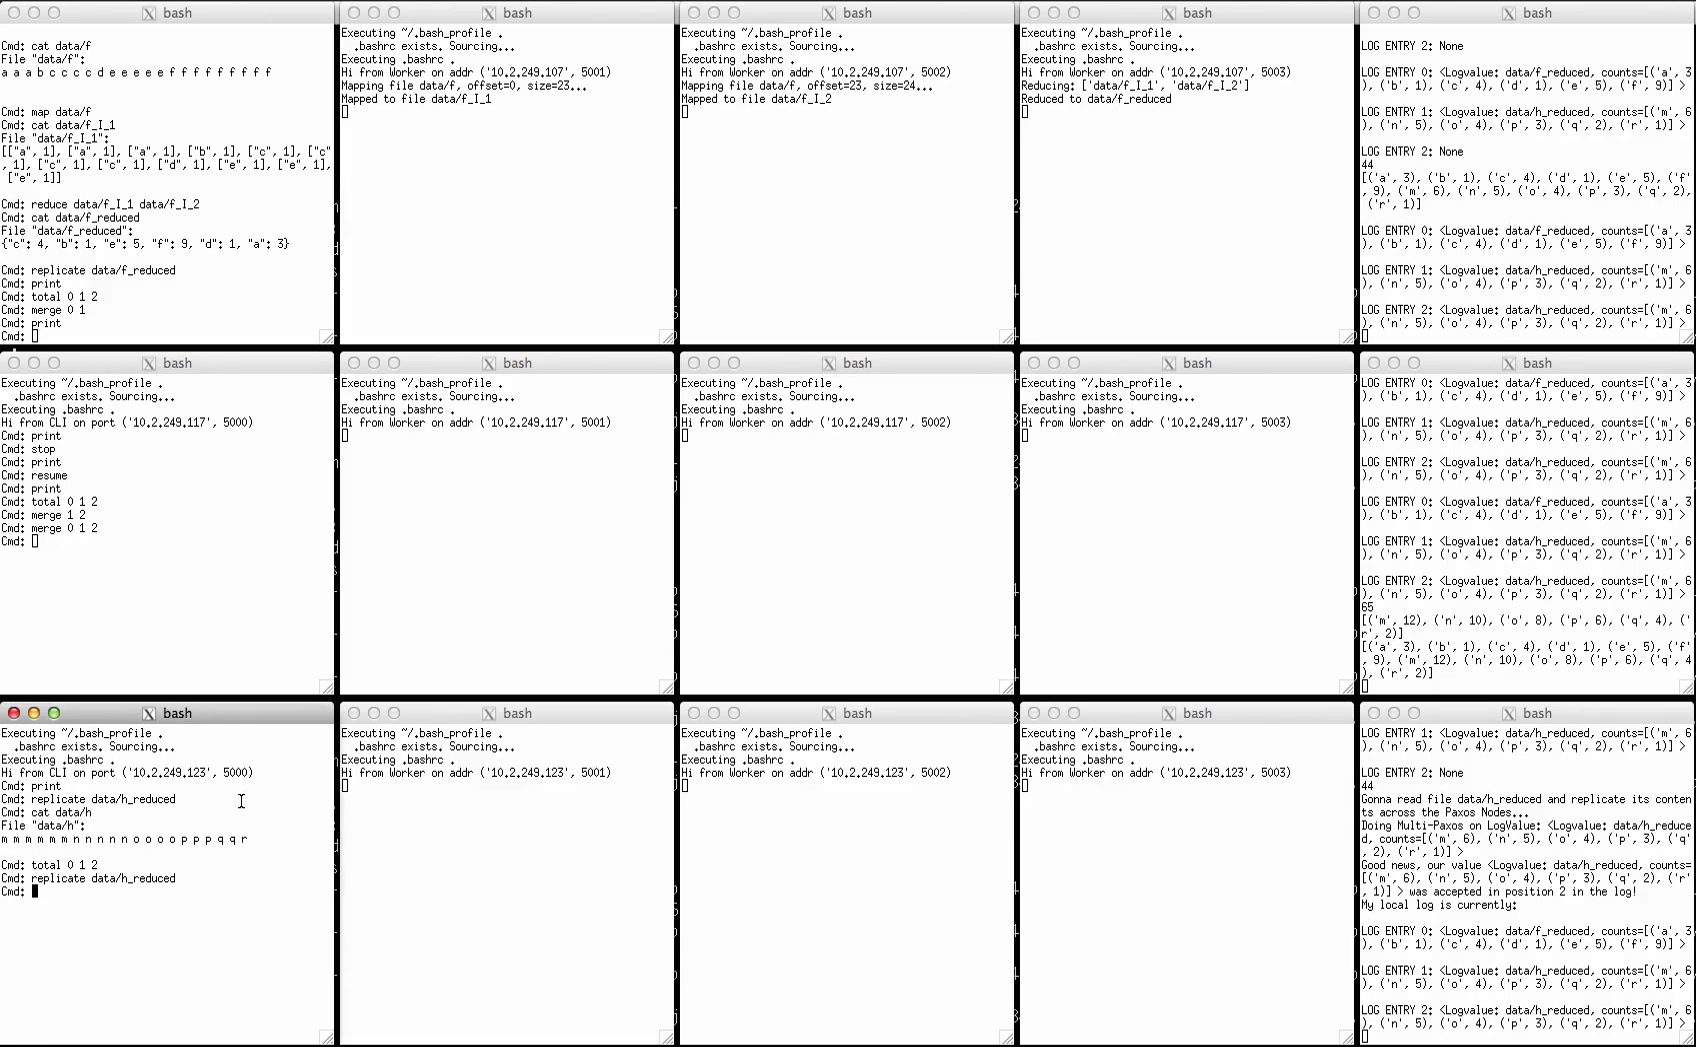 bash
Cmd: cat data/f
File "data/f":
a a a b c c c c d e e e e e f f f f f f f f f
Cmd: map data/f
Cmd: cat data/f_I_1
File "data/f_I_1":
[["a", 1], ["a", 1], ["a", 1], ["b", 1], ["c", 1], ["c"
, 1], ["c", 1], ["c", 1], ["d", 1], ["e", 1], ["e", 1],
["e", 1]]
Cmd: reduce data/f_I_1 data/f_I_2
Cmd: cat data/f_reduced
File "data/f_reduced":
{"c": 4, "b": 1, "e": 5, "f": 9, "d": 1, "a": 3}
Cmd: replicate data/f_reduced
Cmd: print
Cmd: total 0 1 2
Cmd: merge 0 1
Cmd: print
Cmd:
bash
Executing ~/.bash_profile .
.bashrc exists. Sourcing...
Executing .bashrc .
Hi from Worker on addr ('10.2.249.107', 5001)
Mapping file data/f, offset=0, size=23...
Mapped to file data/f_I_1
bash
Executing ~/.bash_profile .
.bashrc exists. Sourcing...
Executing .bashrc .
Hi from Worker on addr ('10.2.249.107', 5002)
Mapping file data/f, offset=23, size=24...
Mapped to file data/f_I_2
bash
Executing ~/.bash_profile .
.bashrc exists. Sourcing...
Executing .bashrc .
Hi from Worker on addr ('10.2.249.107', 5003)
Reducing: ['data/f_I_1', 'data/f_I_2']
Reduced to data/f_reduced
bash
LOG ENTRY 2: None
LOG ENTRY 0: <Logvalue: data/f_reduced, counts=[('a', 3
), ('b', 1), ('c', 4), ('d', 1), ('e', 5), ('f', 9)] >
LOG ENTRY 1: <Logvalue: data/h_reduced, counts=[('m', 6
), ('n', 5), ('o', 4), ('p', 3), ('q', 2), ('r', 1)] >
LOG ENTRY 2: None
44
[('a', 3), ('b', 1), ('c', 4), ('d', 1), ('e', 5), ('f'
, 9), ('m', 6), ('n', 5), ('o', 4), ('p', 3), ('q', 2),
('r', 1)]
LOG ENTRY 0: <Logvalue: data/f_reduced, counts=[('a', 3
), ('b', 1), ('c', 4), ('d', 1), ('e', 5), ('f', 9)] >
LOG ENTRY 1: <Logvalue: data/h_reduced, counts=[('m', 6
), ('n', 5), ('o', 4), ('p', 3), ('q', 2), ('r', 1)] >
LOG ENTRY 2: <Logvalue: data/h_reduced, counts=[('m', 6
), ('n', 5), ('o', 4), ('p', 3), ('q', 2), ('r', 1)] >
bash
Executing ~/.bash_profile .
.bashrc exists. Sourcing...
Executing .bashrc .
Hi from CLI on port ('10.2.249.117', 5000)
Cmd: print
Cmd: stop
Cmd: print
Cmd: resume
Cmd: print
Cmd: total 0 1 2
Cmd: merge 1 2
Cmd: merge 0 1 2
Cmd:
bash
Executing ~/.bash_profile .
.bashrc exists. Sourcing...
Executing .bashrc .
Hi from Worker on addr ('10.2.249.117', 5001)
bash
Executing ~/.bash_profile .
.bashrc exists. Sourcing...
Executing .bashrc .
Hi from Worker on addr ('10.2.249.117', 5002)
bash
Executing ~/.bash_profile .
.bashrc exists. Sourcing...
Executing .bashrc .
Hi from Worker on addr ('10.2.249.117', 5003)
bash
LOG ENTRY 0: <Logvalue: data/f_reduced, counts=[('a', 3
), ('b', 1), ('c', 4), ('d', 1), ('e', 5), ('f', 9)] >
LOG ENTRY 1: <Logvalue: data/h_reduced, counts=[('m', 6
), ('n', 5), ('o', 4), ('p', 3), ('q', 2), ('r', 1)] >
LOG ENTRY 2: <Logvalue: data/h_reduced, counts=[('m', 6
), ('n', 5), ('o', 4), ('p', 3), ('q', 2), ('r', 1)] >
LOG ENTRY 0: <Logvalue: data/f_reduced, counts=[('a', 3
), ('b', 1), ('c', 4), ('d', 1), ('e', 5), ('f', 9)] >
LOG ENTRY 1: <Logvalue: data/h_reduced, counts=[('m', 6
), ('n', 5), ('o', 4), ('p', 3), ('q', 2), ('r', 1)] >
LOG ENTRY 2: <Logvalue: data/h_reduced, counts=[('m', 6
), ('n', 5), ('o', 4), ('p', 3), ('q', 2), ('r', 1)] >
65
[('m', 12), ('n', 10), ('o', 8), ('p', 6), ('q', 4), ('
r', 2)]
[('a', 3), ('b', 1), ('c', 4), ('d', 1), ('e', 5), ('f'
, 9), ('m', 12), ('n', 10), ('o', 8), ('p', 6), ('q', 4
), ('r', 2)]
bash
Executing ~/.bash_profile .
.bashrc exists. Sourcing...
Executing .bashrc .
Hi from CLI on port ('10.2.249.123', 5000)
Cmd: print
Cmd: replicate data/h_reduced
Cmd: cat data/h
File "data/h":
m m m m m m n n n n n o o o o p p p q q r
Cmd: total 0 1 2
Cmd: replicate data/h_reduced
Cmd:
bash
Executing ~/.bash_profile .
.bashrc exists. Sourcing...
Executing .bashrc .
Hi from Worker on addr ('10.2.249.123', 5001)
bash
Executing ~/.bash_profile .
.bashrc exists. Sourcing...
Executing .bashrc .
Hi from Worker on addr ('10.2.249.123', 5002)
bash
Executing ~/.bash_profile .
.bashrc exists. Sourcing...
Executing .bashrc .
Hi from Worker on addr ('10.2.249.123', 5003)
bash
LOG ENTRY 1: <Logvalue: data/h_reduced, counts=[('m', 6
), ('n', 5), ('o', 4), ('p', 3), ('q', 2), ('r', 1)] >
LOG ENTRY 2: None
44
Gonna read file data/h_reduced and replicate its conten
ts across the Paxos Nodes...
Doing Multi-Paxos on LogValue: <Logvalue: data/h_reduce
d, counts=[('m', 6), ('n', 5), ('o', 4), ('p', 3), ('q'
, 2), ('r', 1)] >
Good news, our value <Logvalue: data/h_reduced, counts=
[('m', 6), ('n', 5), ('o', 4), ('p', 3), ('q', 2), ('r'
, 1)] > was accepted in position 2 in the log!
My local log is currently:
LOG ENTRY 0: <Logvalue: data/f_reduced, counts=[('a', 3
), ('b', 1), ('c', 4), ('d', 1), ('e', 5), ('f', 9)] >
LOG ENTRY 1: <Logvalue: data/h_reduced, counts=[('m', 6
), ('n', 5), ('o', 4), ('p', 3), ('q', 2), ('r', 1)] >
LOG ENTRY 2: <Logvalue: data/h_reduced, counts=[('m', 6
), ('n', 5), ('o', 4), ('p', 3), ('q', 2), ('r', 1)] >